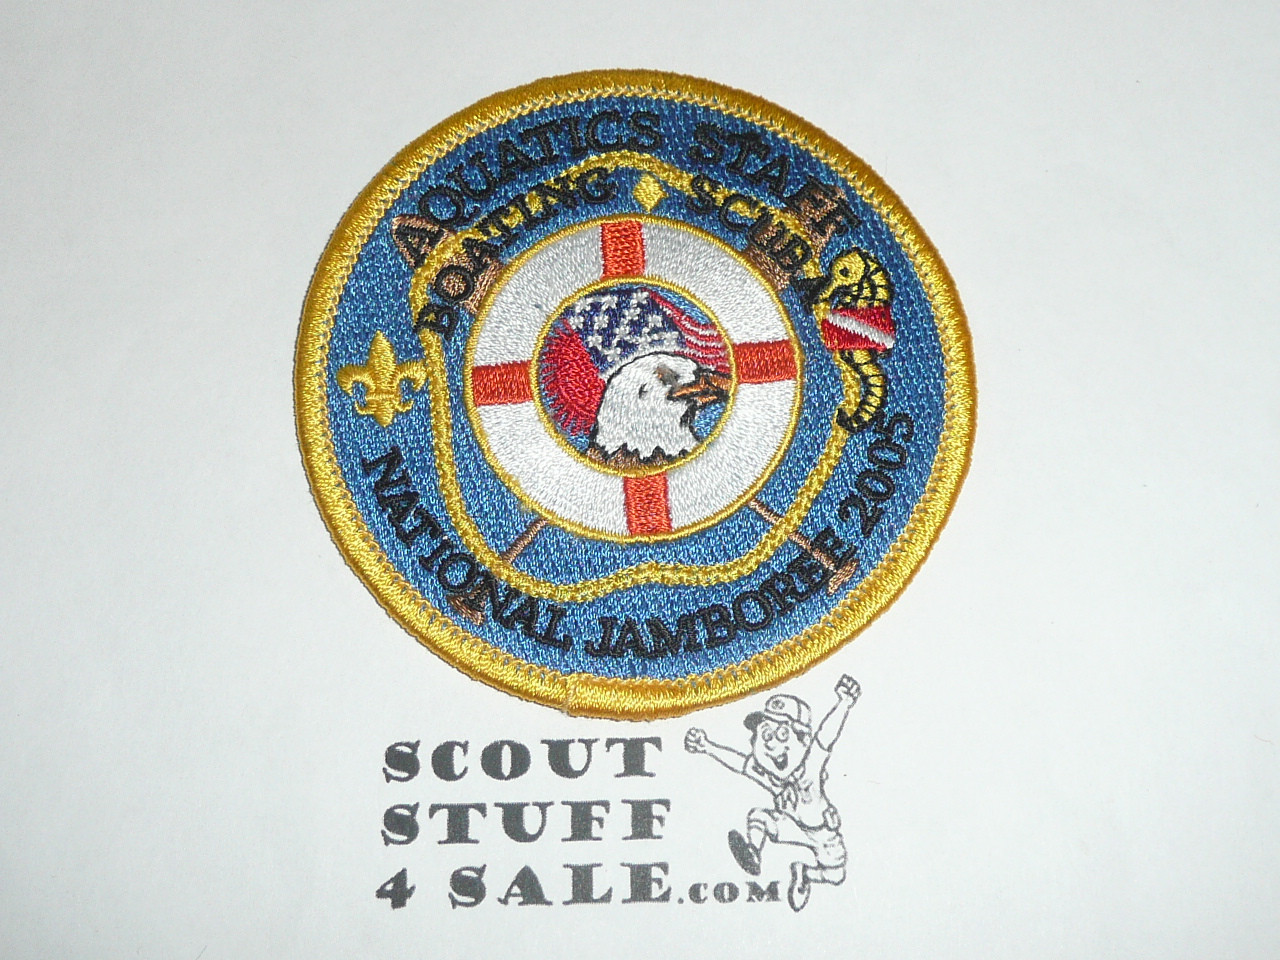 AQUATICS STAFF
BOATING SCUBA
NATIONAL JAMBOREE 2005
SCOUT
STUFF
4 SALE.COM